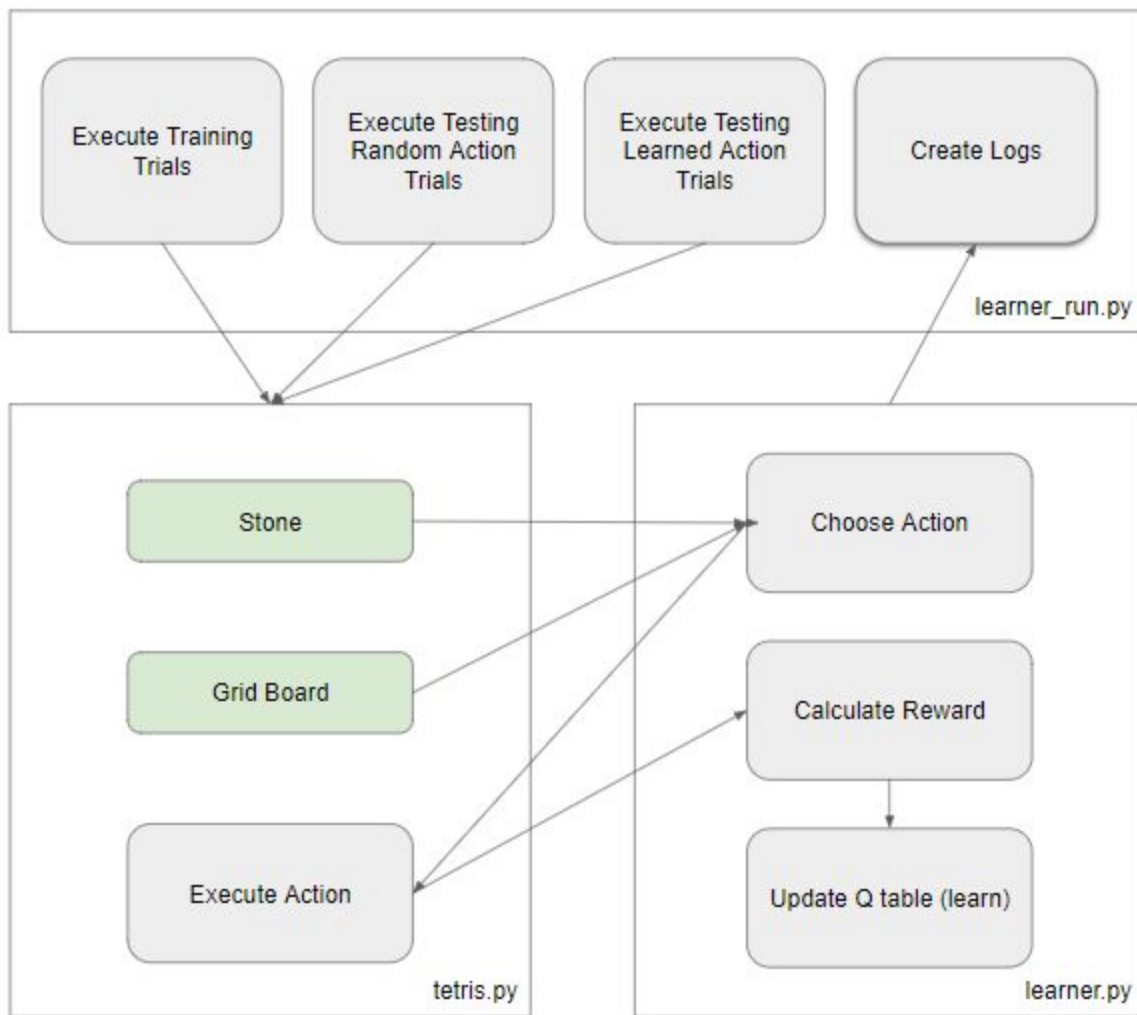 Execute Training
Trials
Execute Testing
Random Action
Trials
Execute Testing
Learned Action
Trials
Create Logs
learner_run.py
Stone
Grid Board
Execute Action
tetris.py
Choose Action
Calculate Reward
Update Q table (learn)
learner.py